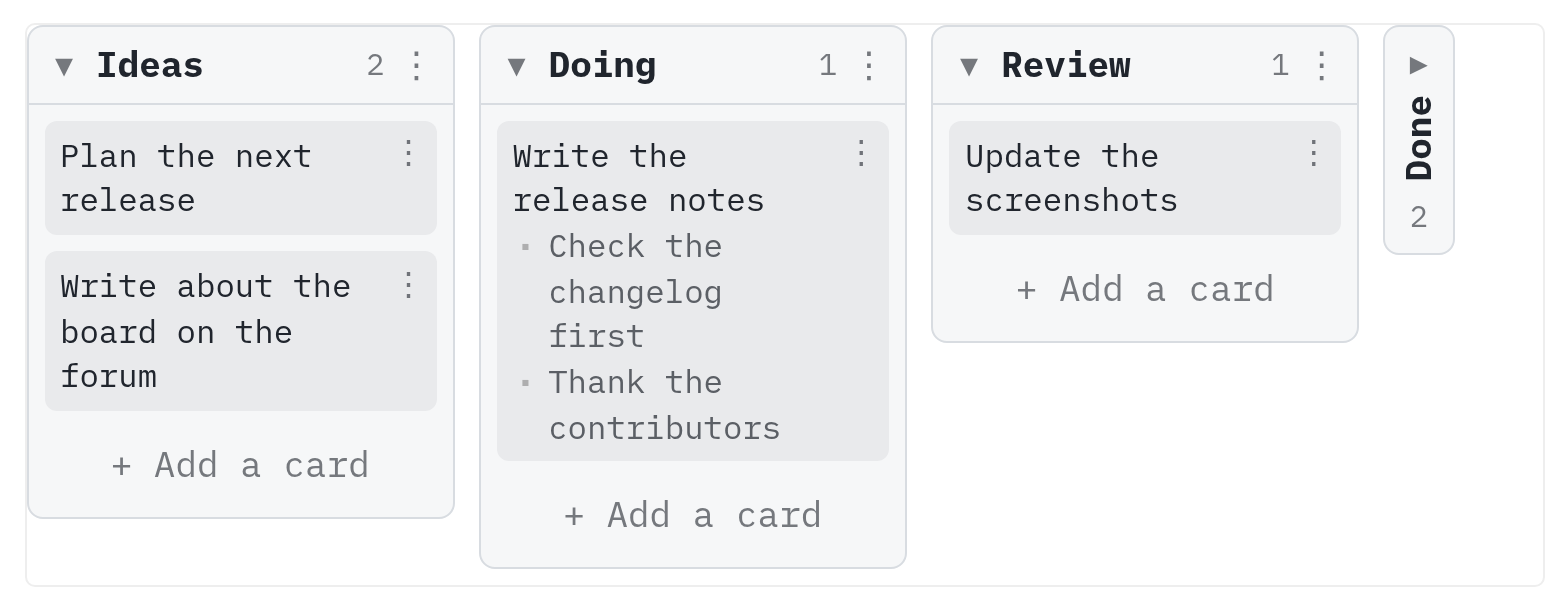 ▼ Ideas 2 ⋮
Plan the next ⋮
release
Write about the ⋮
board on the
forum
+ Add a card
▼ Doing 1 ⋮
Write the ⋮
release notes
▪ Check the
changelog
first
▪ Thank the
contributors
+ Add a card
▼ Review 1 ⋮
Update the ⋮
screenshots
+ Add a card
▶ Done 2